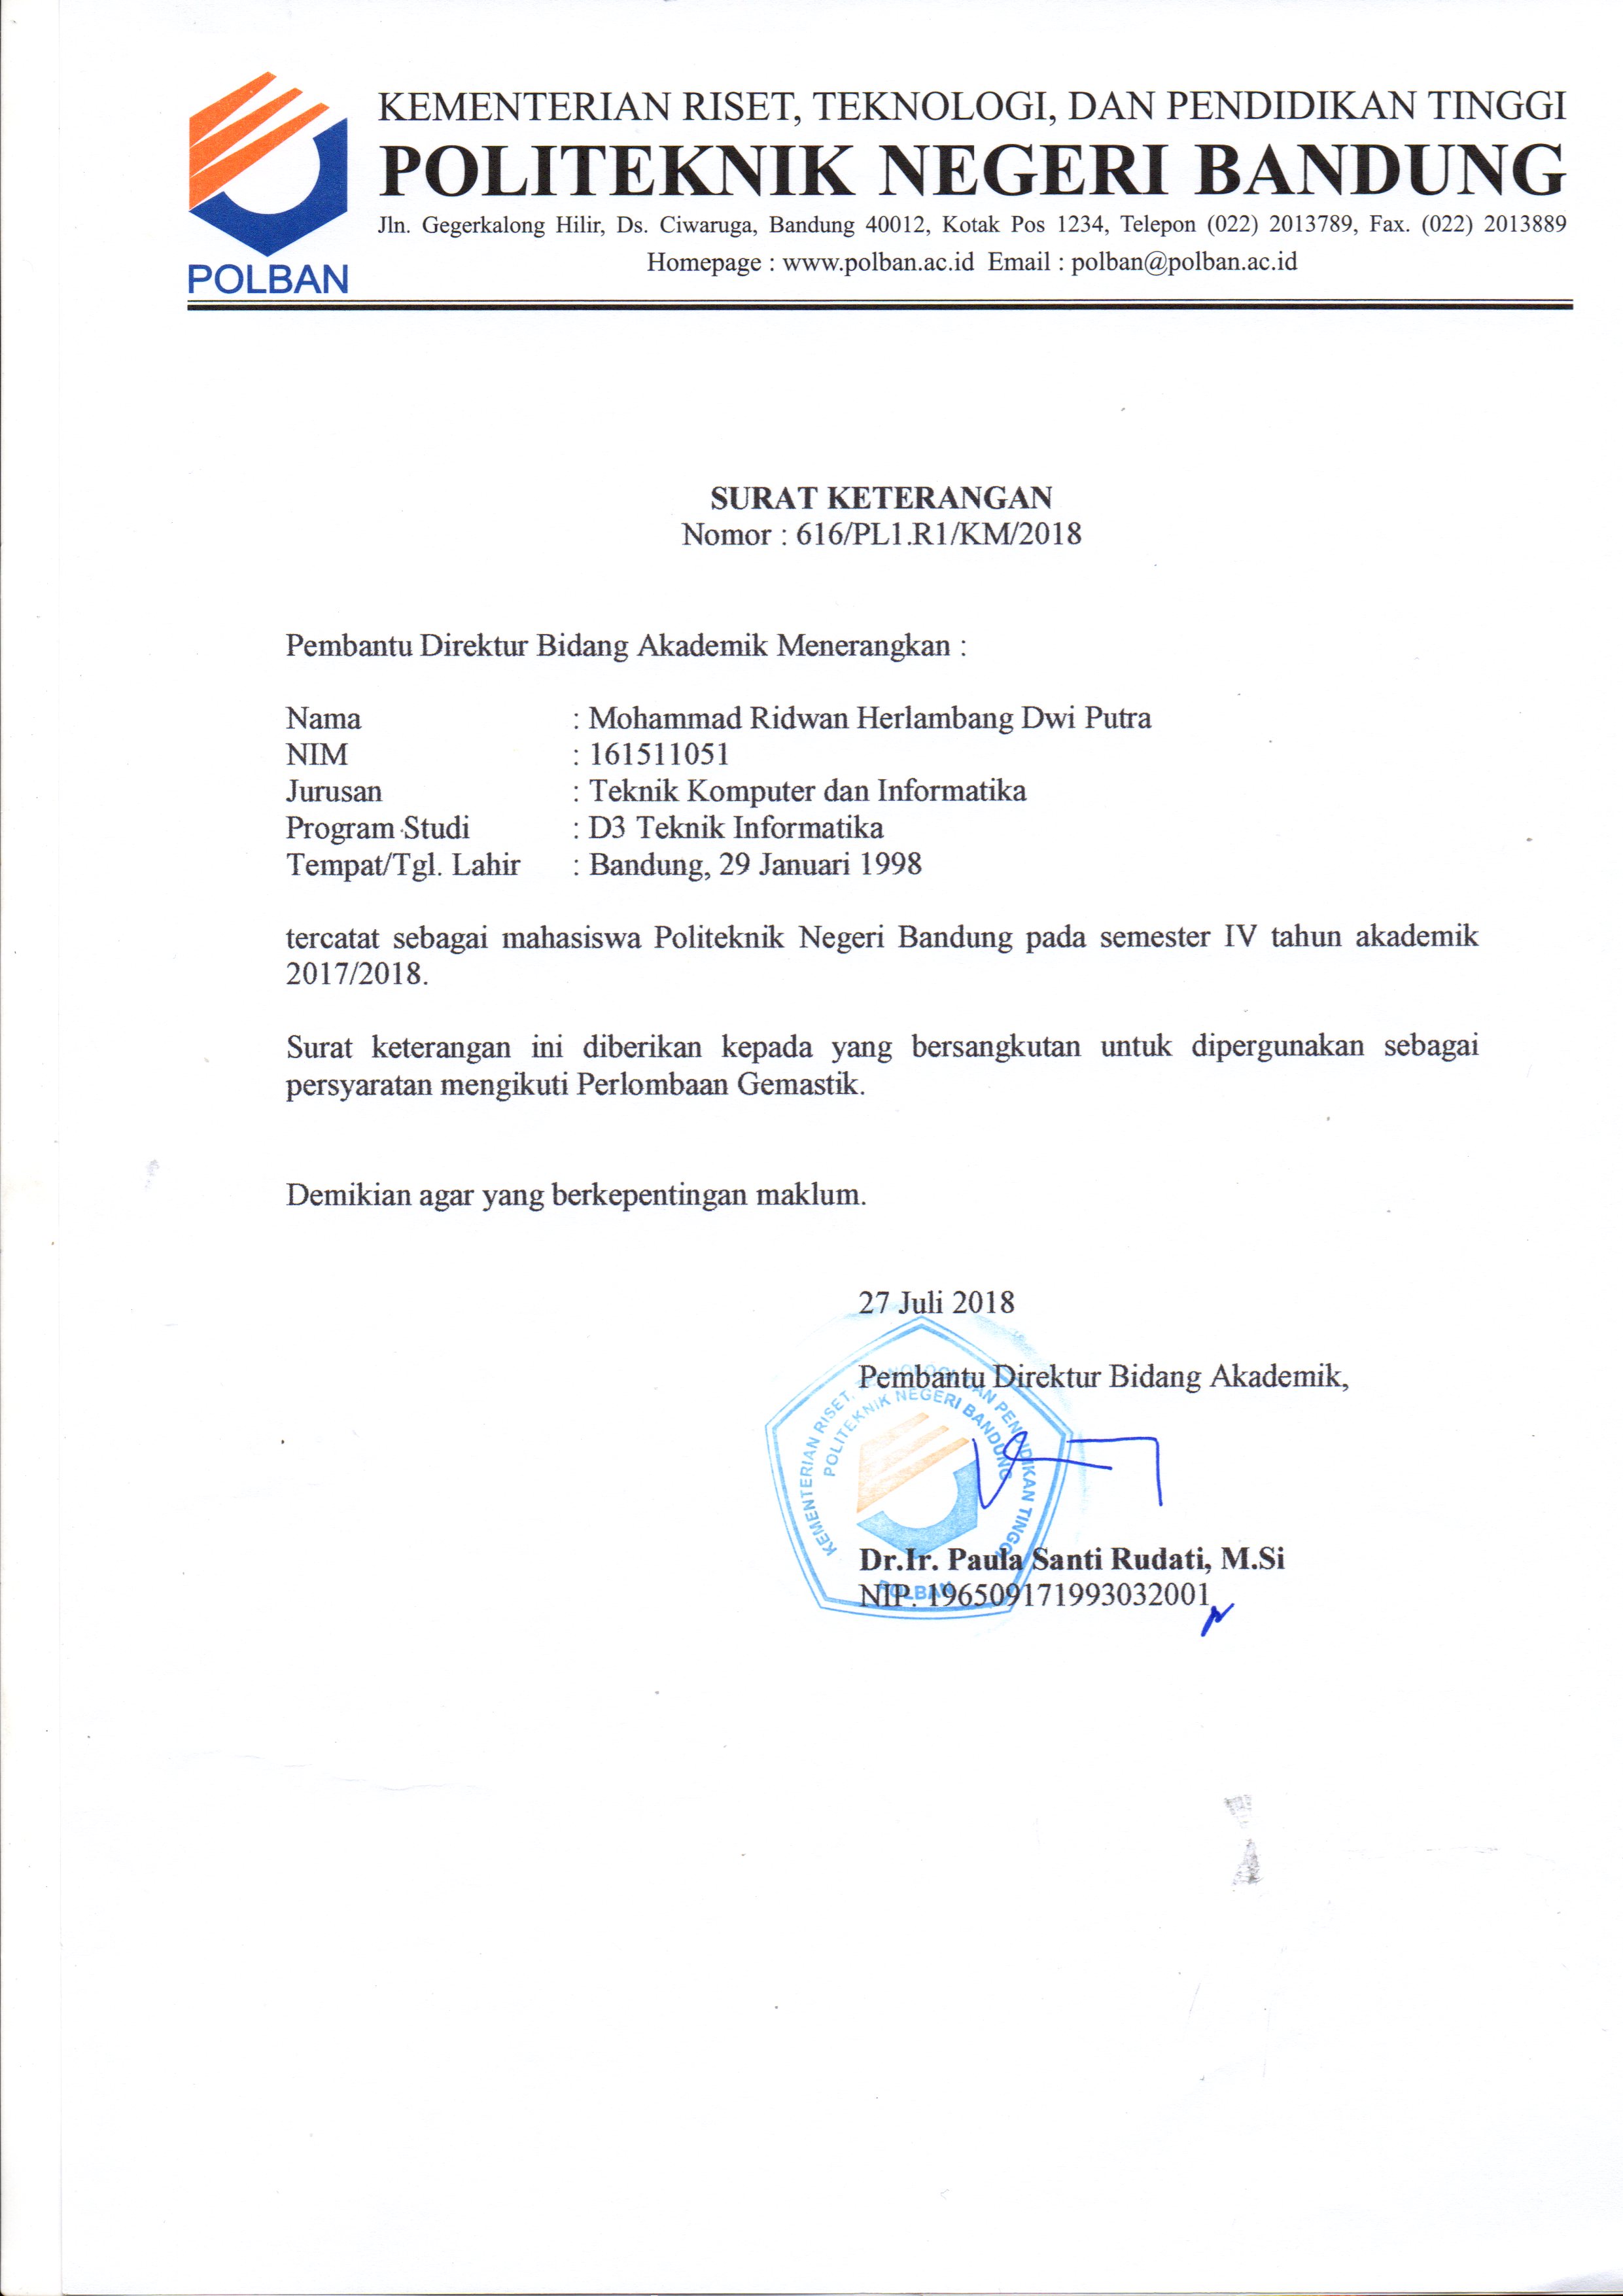 KEMENTERIAN RISET, TEKNOLOGI, DAN PENDIDIKAN TINGGI
POLITEKNIK NEGERI BANDUNG
Jln. Gegerkalong Hilir, Ds. Ciwaruga, Bandung 40012, Kotak Pos 1234, Telepon (022) 2013789, Fax. (022) 2013889
Homepage : www.polban.ac.id Email : polban@polban.ac.id
POLBAN
SURAT KETERANGAN
Nomor : 616/PL1.R1/KM/2018
Pembantu Direktur Bidang Akademik Menerangkan :
Nama : Mohammad Ridwan Herlambang Dwi Putra
NIM : 161511051
Jurusan : Teknik Komputer dan Informatika
Program Studi : D3 Teknik Informatika
Tempat/Tgl. Lahir : Bandung, 29 Januari 1998
tercatat sebagai mahasiswa Politeknik Negeri Bandung pada semester IV tahun akademik
2017/2018.
Surat keterangan ini diberikan kepada yang bersangkutan untuk dipergunakan sebagai
persyaratan mengikuti Perlombaan Gemastik.
Demikian agar yang berkepentingan maklum.
27 Juli 2018
Pembantu Direktur Bidang Akademik,
KEMENTERIAN RISET, TEKNOLOGI, DAN PENDIDIKAN TINGGI
POLITEKNIK NEGERI BANDUNG
POLBAN
Dr.Ir. Paula Santi Rudati, M.Si
NIP. 196509171993032001